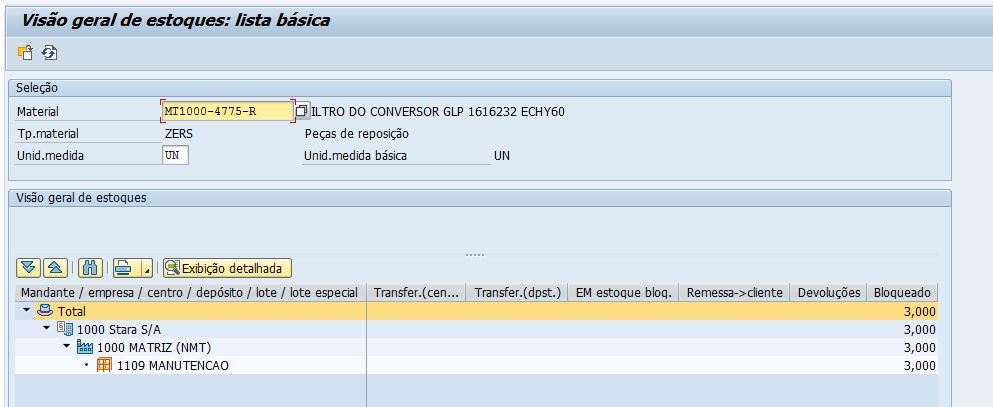 Visão geral de estoques: lista básica
Seleção
Material MT1000-4775-R ILTRO DO CONVERSOR GLP 1616232 ECHY60
Tp.material ZERS Peças de reposição
Unid.medida UN Unid.medida básica UN
Visão geral de estoques
Exibição detalhada
Mandante / empresa / centro / depósito / lote / lote especial Transfer.(cen... Transfer.(dpst.) EM estoque bloq. Remessa->cliente Devoluções Bloqueado
Total 3,000
1000 Stara S/A 3,000
1000 MATRIZ (NMT) 3,000
1109 MANUTENCAO 3,000